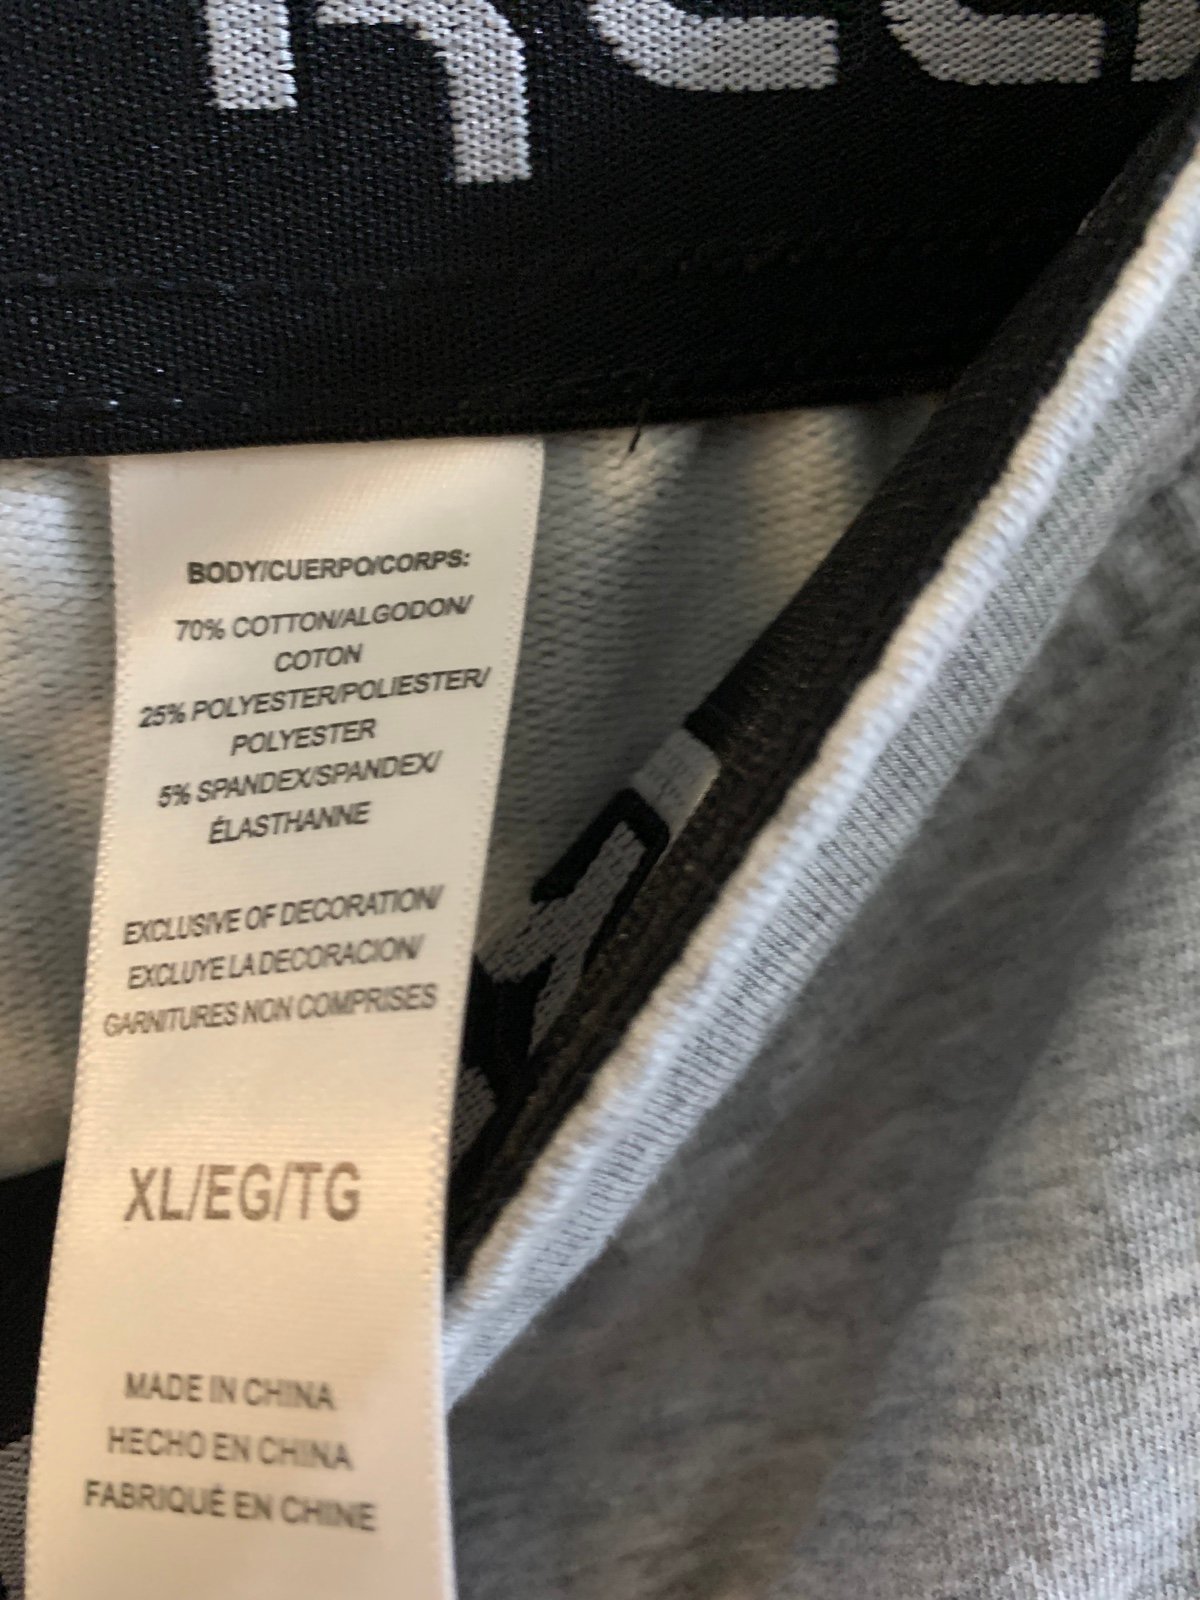 BODY/CUERPO/CORPS:
70% COTTON/ALGODON/
COTON
25% POLYESTER/POLIESTER/
POLYESTER
5% SPANDEX/SPANDEX/
ÉLASTHANNE
EXCLUSIVE OF DECORATION/
EXCLUYE LA DECORACION/
GARNITURES NON COMPRISES
XL/EG/TG
MADE IN CHINA
HECHO EN CHINA
FABRIQUÉ EN CHINE